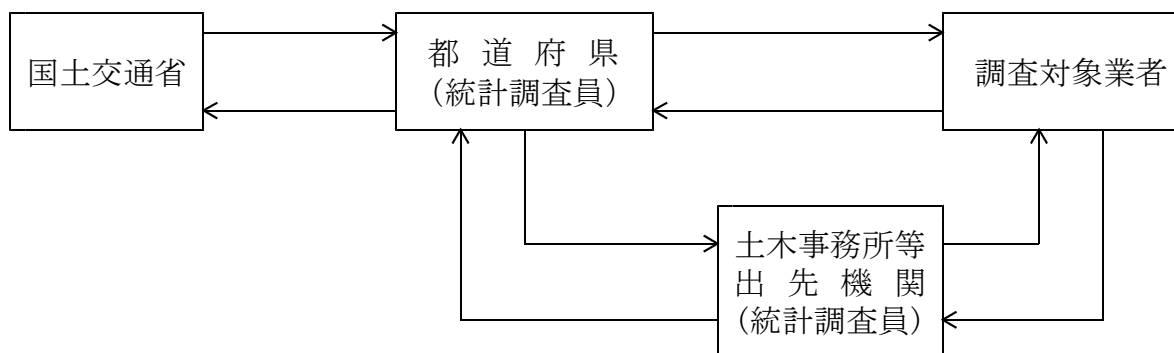 国土交通省
都道府県
(統計調査員)
調査対象業者
土木事務所等
出先機関
(統計調査員)